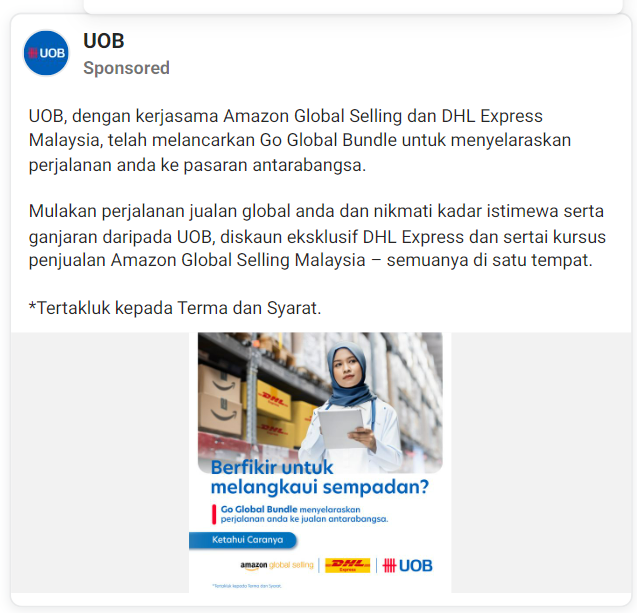 UOB
UOB
Sponsored
UOB, dengan kerjasama Amazon Global Selling dan DHL Express
Malaysia, telah melancarkan Go Global Bundle untuk menyelaraskan
perjalanan anda ke pasaran antarabangsa.
Mulakan perjalanan jualan global anda dan nikmati kadar istimewa serta
ganjaran daripada UOB, diskaun eksklusif DHL Express dan sertai kursus
penjualan Amazon Global Selling Malaysia – semuanya di satu tempat.
*Tertakluk kepada Terma dan Syarat.
DHL
DHL
Berfikir untuk
melangkaui sempadan?
Go Global Bundle menyelaraskan
perjalanan anda ke jualan antarabangsa.
Ketahui Caranya
amazon global selling
DHL
Express
UOB
*Tertakluk kepada Terma dan Syarat.